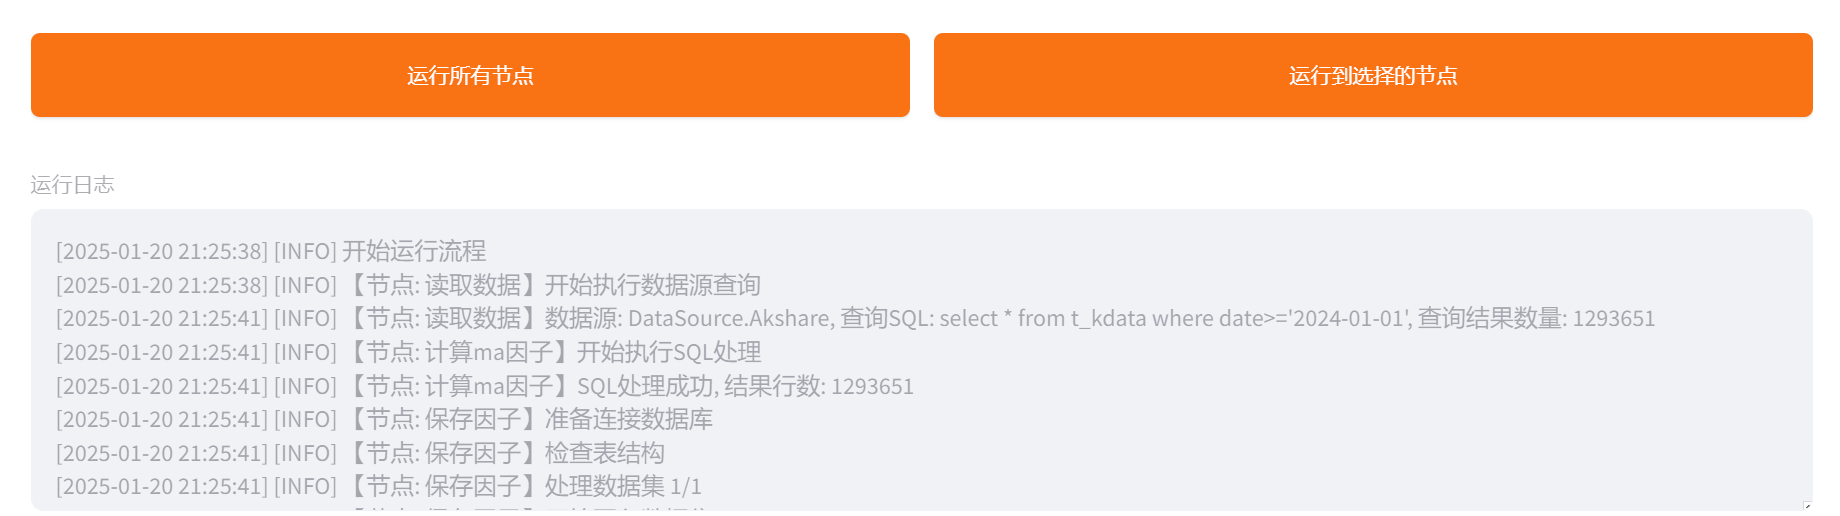 运行所有节点
运行到选择的节点
运行日志
[2025-01-20 21:25:38] [INFO] 开始运行流程
[2025-01-20 21:25:38] [INFO] 【节点: 读取数据】开始执行数据源查询
[2025-01-20 21:25:41] [INFO] 【节点: 读取数据】数据源: DataSource.Akshare, 查询SQL: select * from t_kdata where date>='2024-01-01', 查询结果数量: 1293651
[2025-01-20 21:25:41] [INFO] 【节点: 计算ma因子】开始执行SQL处理
[2025-01-20 21:25:41] [INFO] 【节点: 计算ma因子】SQL处理成功, 结果行数: 1293651
[2025-01-20 21:25:41] [INFO] 【节点: 保存因子】准备连接数据库
[2025-01-20 21:25:41] [INFO] 【节点: 保存因子】检查表结构
[2025-01-20 21:25:41] [INFO] 【节点: 保存因子】处理数据集 1/1